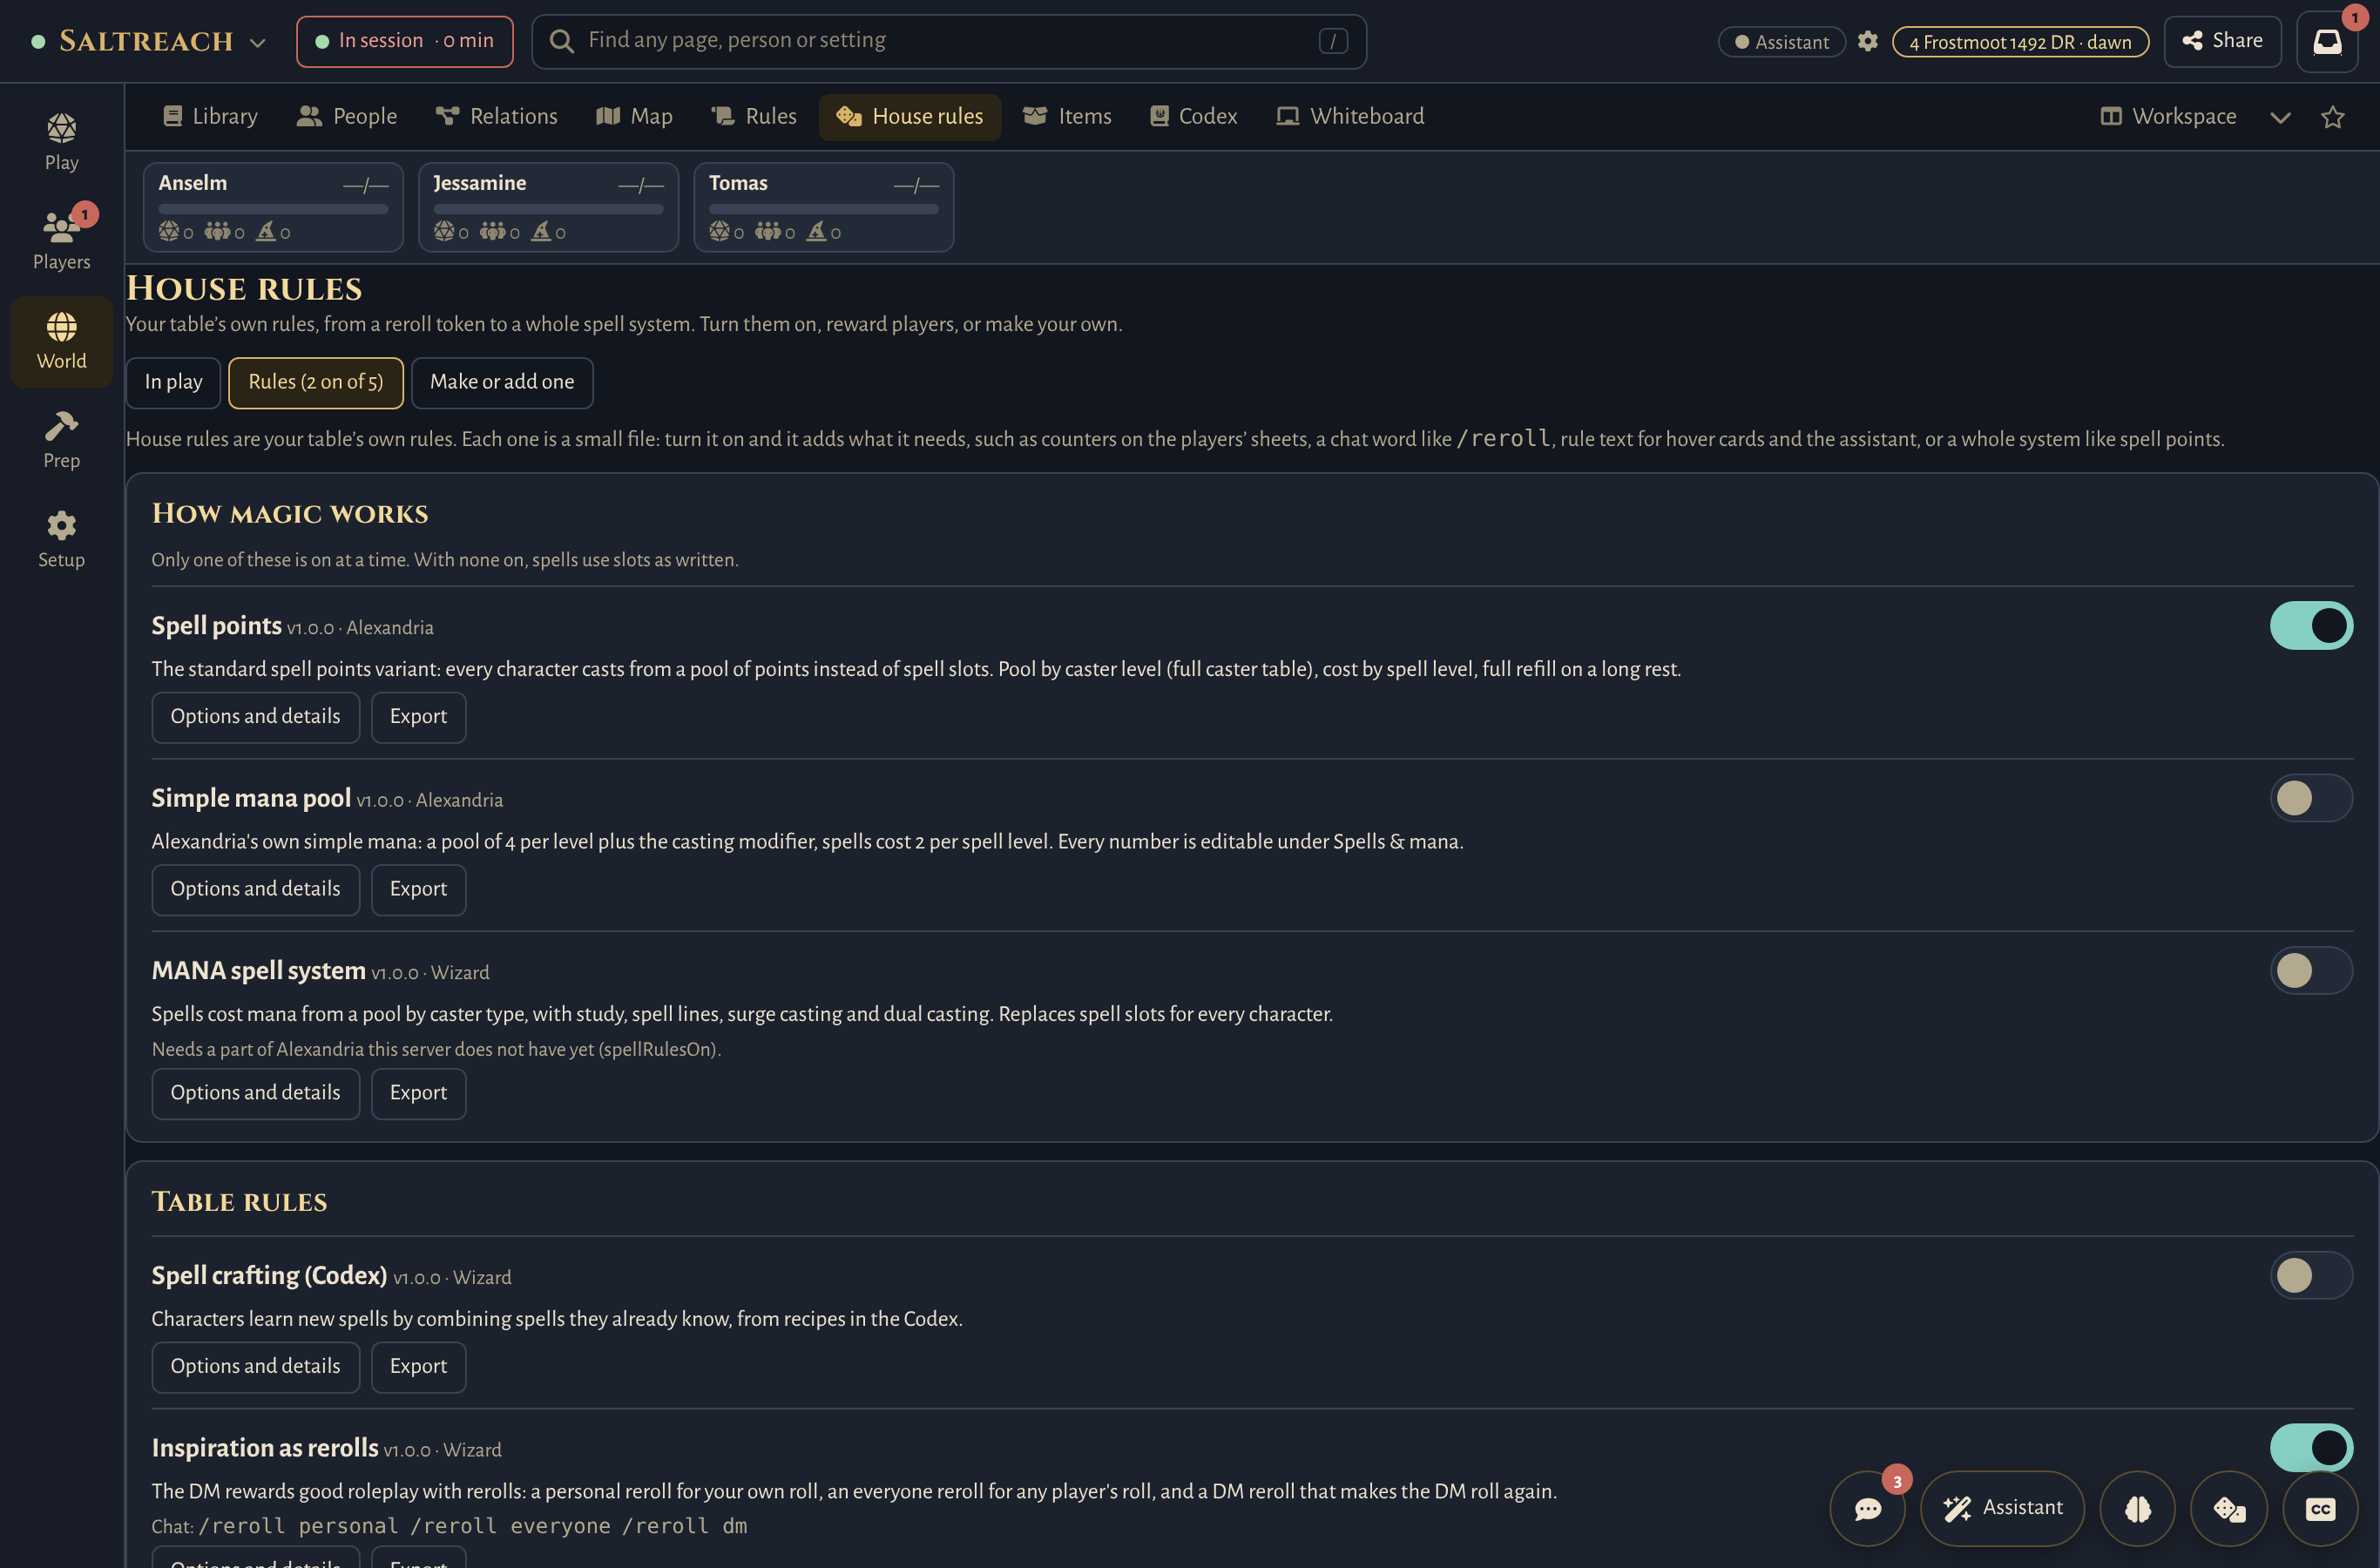 SALTREACH
In session · 0 min
Find any page, person or setting
/
Assistant
4 Frostmoot 1492 DR · dawn
Share
1
Play
1
Players
World
Prep
Setup
Library
People
Relations
Map
Rules
House rules
Items
Codex
Whiteboard
Workspace
Anselm —/—
0 0 0
Jessamine —/—
0 0 0
Tomas —/—
0 0 0
HOUSE RULES
Your table’s own rules, from a reroll token to a whole spell system. Turn them on, reward players, or make your own.
In play
Rules (2 on of 5)
Make or add one
House rules are your table’s own rules. Each one is a small file: turn it on and it adds what it needs, such as counters on the players’ sheets, a chat word like /reroll, rule text for hover cards and the assistant, or a whole system like spell points.
HOW MAGIC WORKS
Only one of these is on at a time. With none on, spells use slots as written.
Spell points v1.0.0 · Alexandria
The standard spell points variant: every character casts from a pool of points instead of spell slots. Pool by caster level (full caster table), cost by spell level, full refill on a long rest.
Options and details
Export
Simple mana pool v1.0.0 · Alexandria
Alexandria's own simple mana: a pool of 4 per level plus the casting modifier, spells cost 2 per spell level. Every number is editable under Spells & mana.
Options and details
Export
MANA spell system v1.0.0 · Wizard
Spells cost mana from a pool by caster type, with study, spell lines, surge casting and dual casting. Replaces spell slots for every character.
Needs a part of Alexandria this server does not have yet (spellRulesOn).
Options and details
Export
TABLE RULES
Spell crafting (Codex) v1.0.0 · Wizard
Characters learn new spells by combining spells they already know, from recipes in the Codex.
Options and details
Export
Inspiration as rerolls v1.0.0 · Wizard
The DM rewards good roleplay with rerolls: a personal reroll for your own roll, an everyone reroll for any player's roll, and a DM reroll that makes the DM roll again.
Chat: /reroll personal /reroll everyone /reroll dm
Options and details
Export
3
Assistant
CC